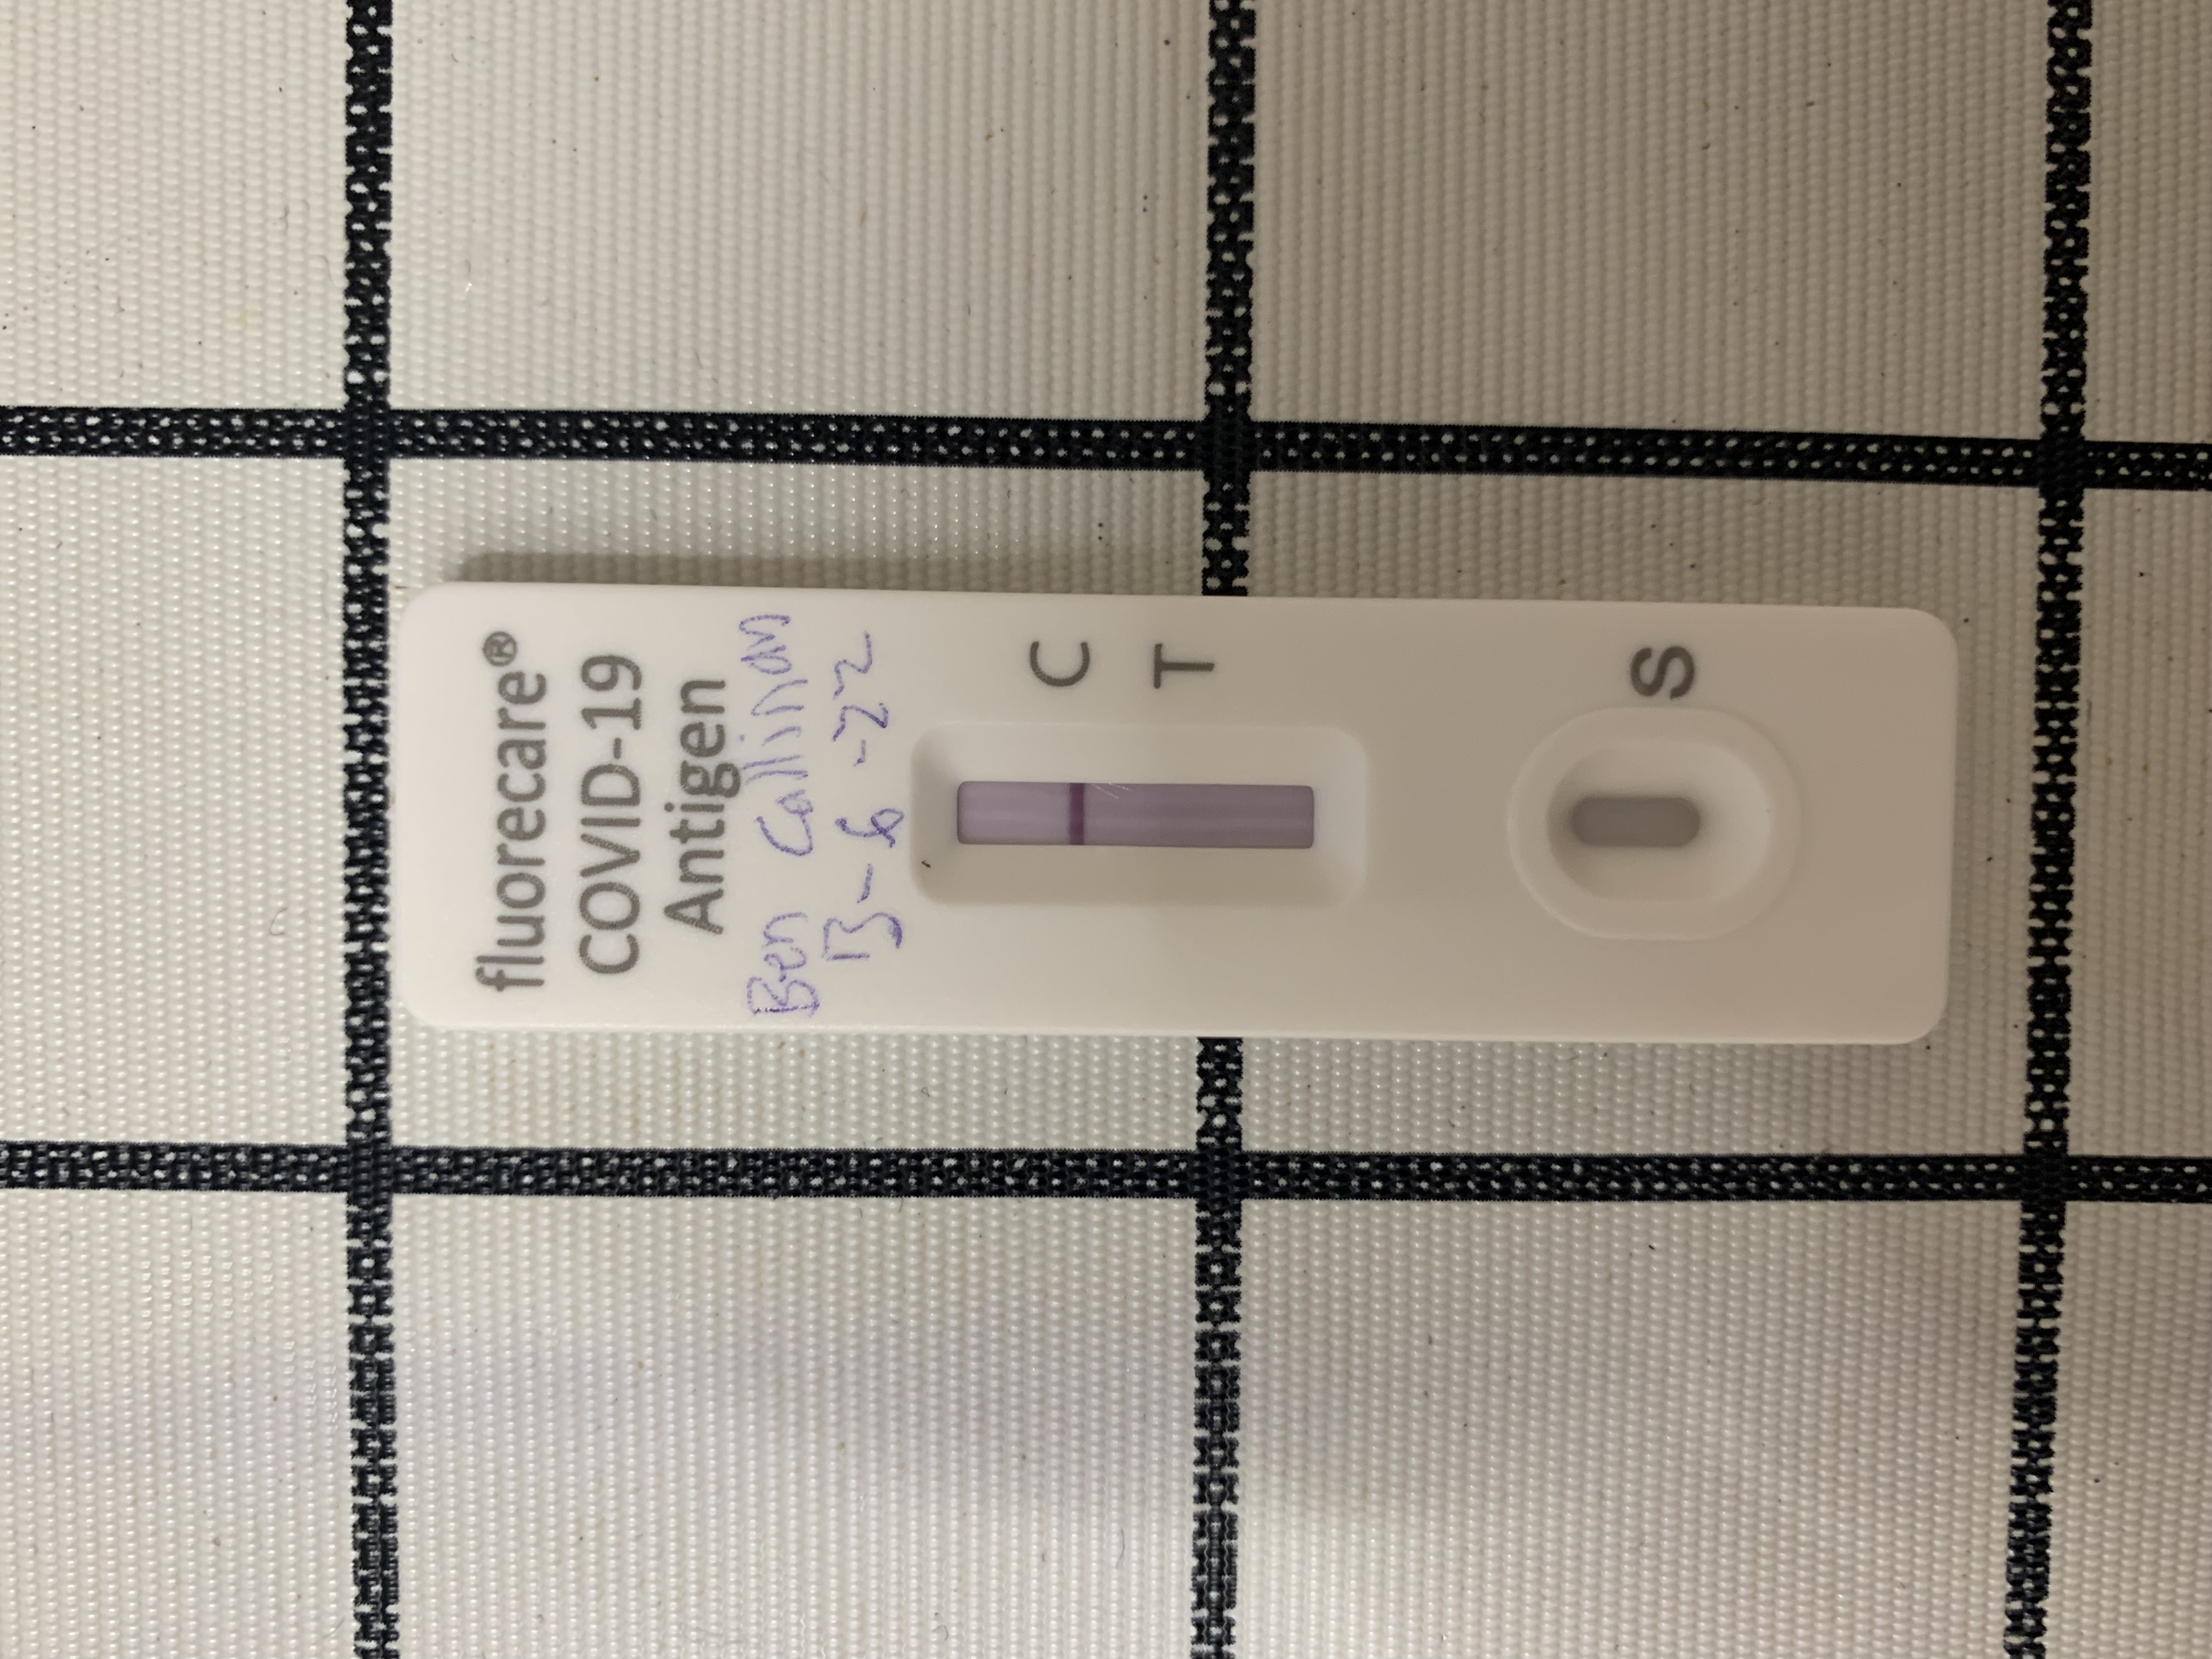 fluorecare®
COVID-19
Antigen
Ben Callinan
13-6-22
C
T
S